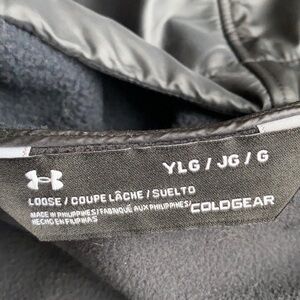 YLG / JG / G
LOOSE / COUPE LÂCHE / SUELTO
MADE IN PHILIPPINES / FABRIQUÉ AUX PHILIPPINES /
HECHO EN FILIPINAS
COLDGEAR